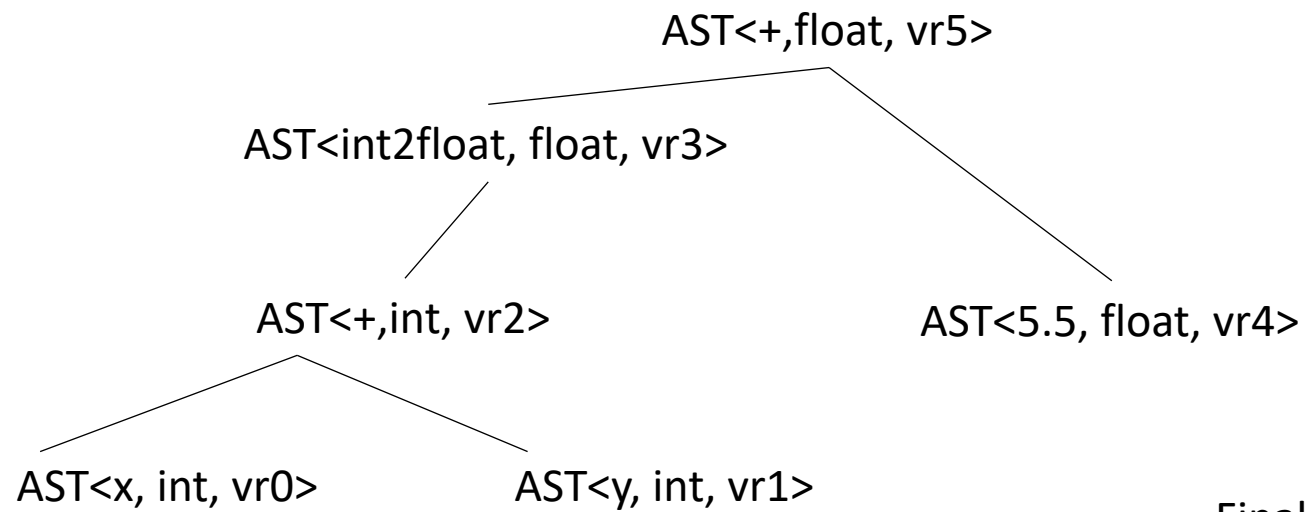 AST<+,float, vr5>
AST<int2float, float, vr3>
AST<+,int, vr2>
AST<5.5, float, vr4>
AST<x, int, vr0>
AST<y, int, vr1>